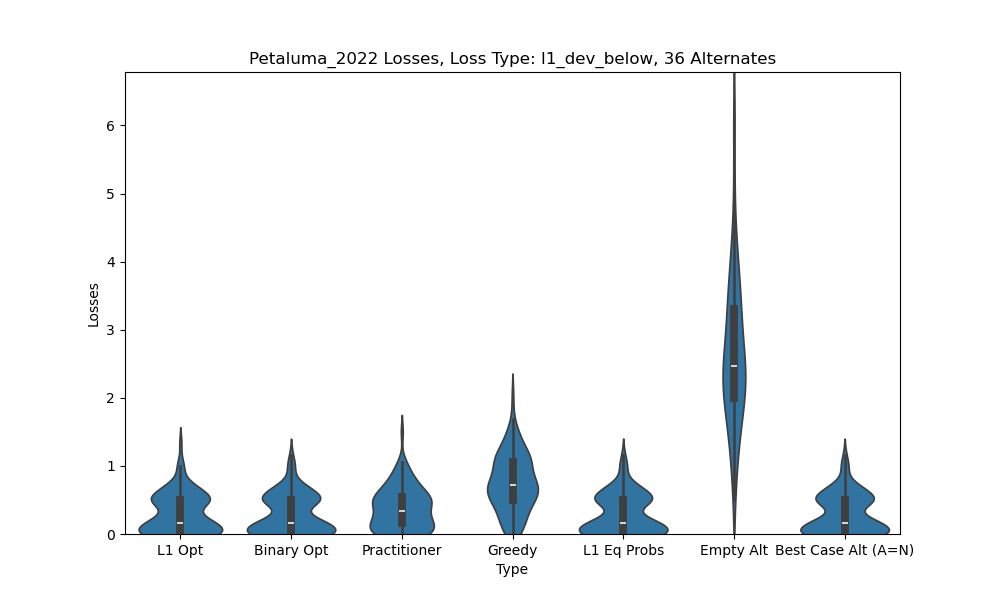 Petaluma_2022 Losses, Loss Type: l1_dev_below, 36 Alternates
6
5
4
3
2
1
0
Losses
L1 Opt
Binary Opt
Practitioner
Greedy
L1 Eq Probs
Empty Alt
Best Case Alt (A=N)
Type